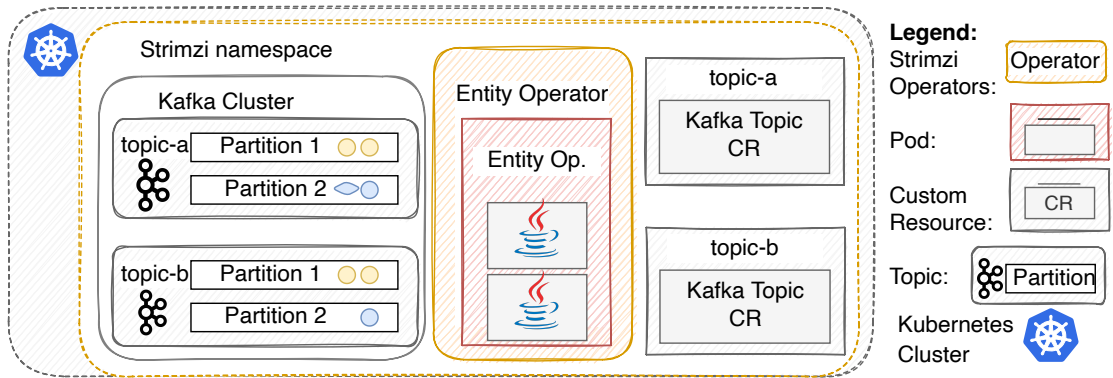 Strimzi namespace
Kafka Cluster
topic-a
Partition 1
Partition 2
topic-b
Partition 1
Partition 2
Entity Operator
Entity Op.
topic-a
Kafka Topic
CR
topic-b
Kafka Topic
CR
Legend:
Strimzi
Operators:
Operator
Pod:
Custom
Resource:
CR
Topic:
Partition
Kubernetes
Cluster